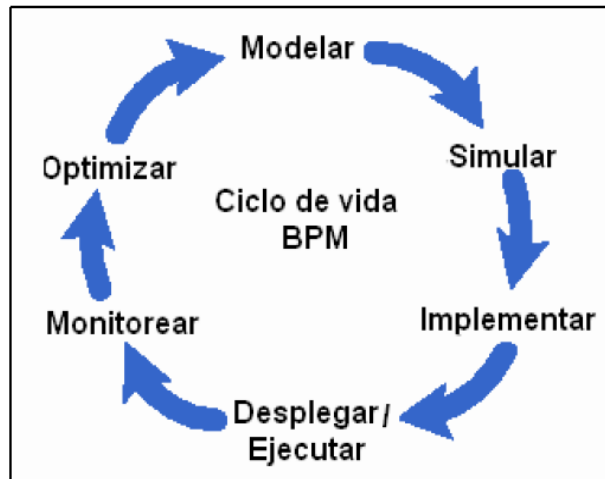 Modelar
Simular
Implementar
Desplegar/
Ejecutar
Monitorear
Optimizar
Ciclo de vida
BPM